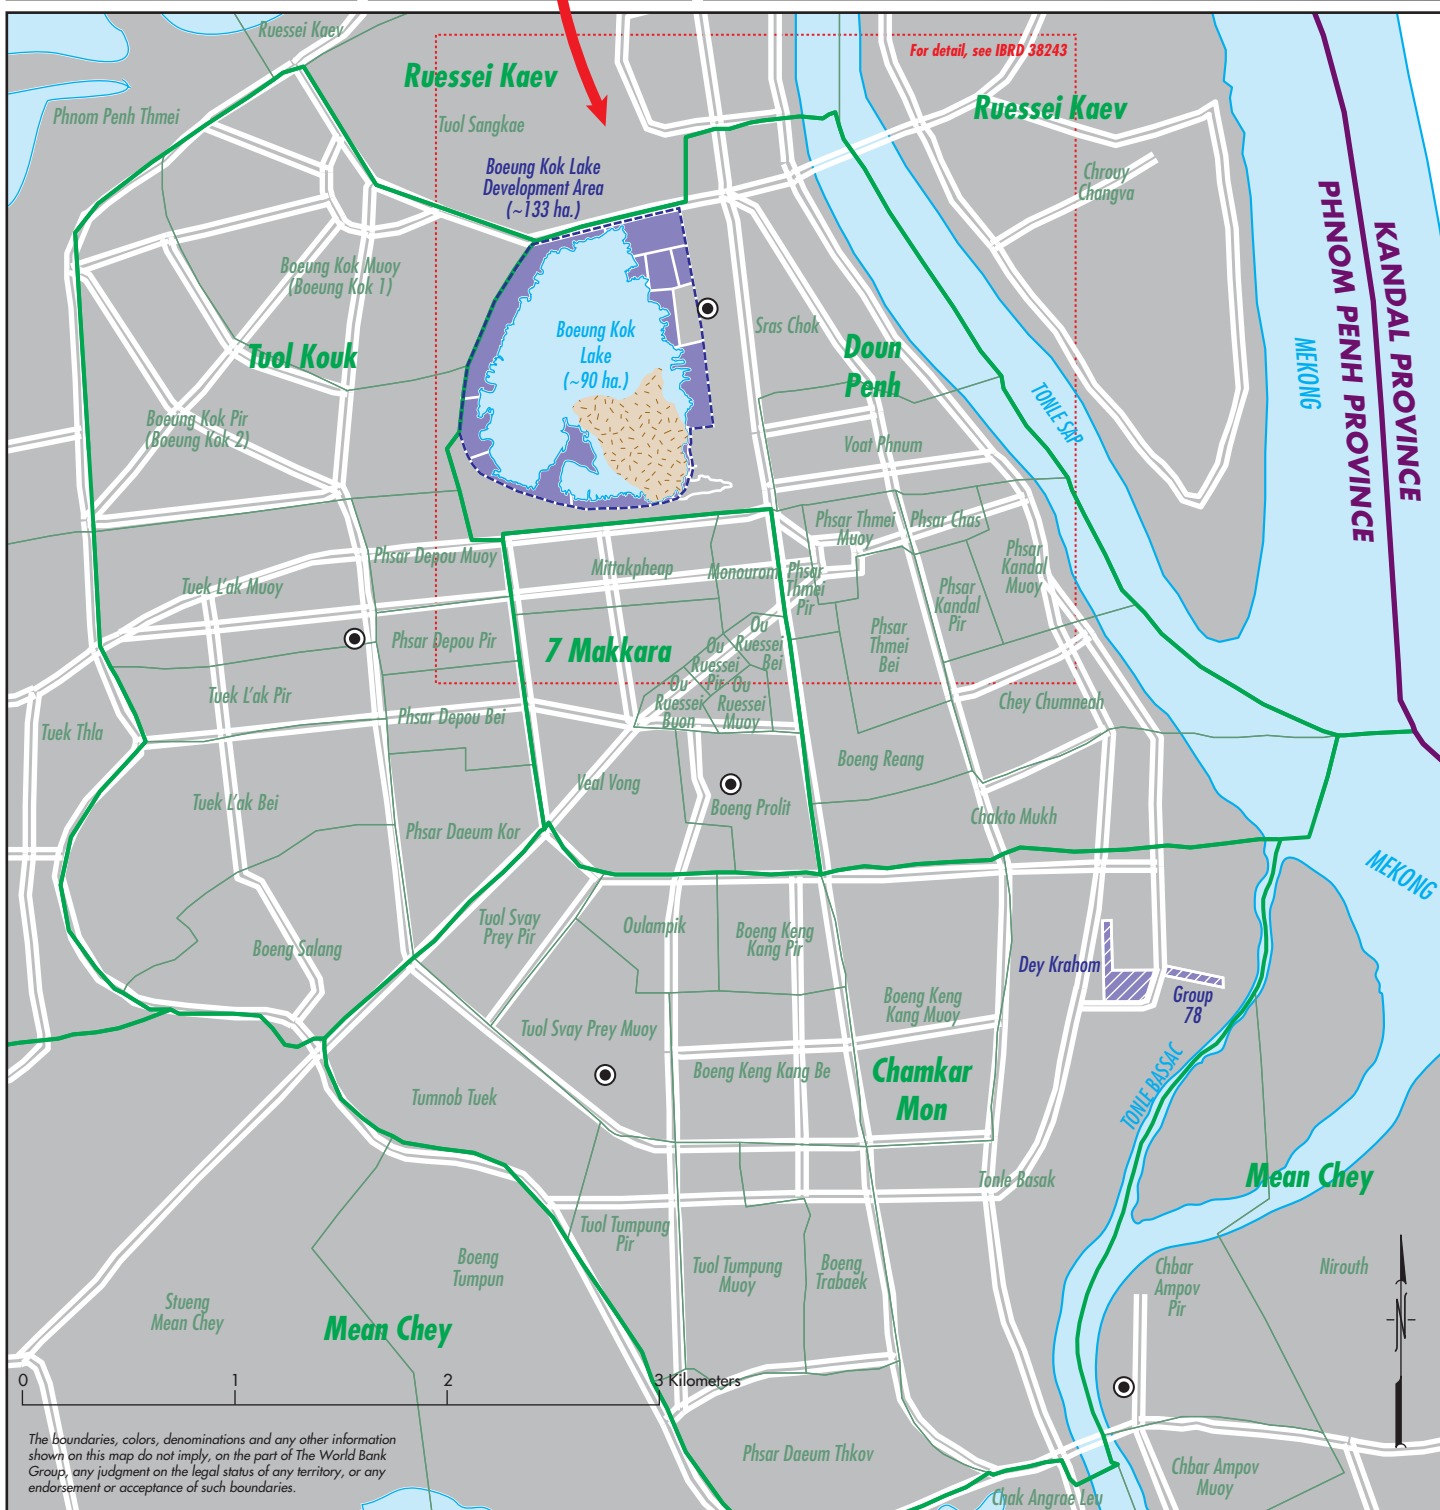 Ruessei Kaev
For detail, see IBRD 38243
Ruessei Kaev
Ruessei Kaev
Phnom Penh Thmei
Tuol Sangkae
Boeung Kok Lake
Development Area
(~133 ha.)
Chrouy
Changva
KANDAL PROVINCE
PHNOM PENH PROVINCE
Boeung Kok Muoy
(Boeung Kok 1)
Boeung Kok
Lake
(~90 ha.)
Sras Chok
Doun
Penh
MEKONG
Tuol Kouk
TONLE SAP
Boeung Kok Pir
(Boeung Kok 2)
Voat Phnum
Phsar Thmei
Muoy
Phsar Chas
Phsar Depou Muoy
Mittakpheap
Monourom
Phsar
Thmei
Pir
Phsar
Kandal
Muoy
Tuek L'ak Muoy
Phsar
Kandal
Pir
Phsar Depou Pir
7 Makkara
Ou
Ruessei
Bei
Phsar
Thmei
Bei
Ou
Ruessei
Pir
Tuek L'ak Pir
Ou
Ruessei
Buon
Ou
Ruessei
Muoy
Chey Chumneah
Phsar Depou Bei
Tuek Thla
Boeng Reang
Veal Vong
Boeng Prolit
Tuek L'ak Bei
Chakto Mukh
Phsar Daeum Kor
MEKONG
Tuol Svay
Prey Pir
Oulampik
Boeng Keng
Kang Pir
Boeng Salang
Dey Krahom
Group
78
Boeng Keng
Kang Muoy
Tuol Svay Prey Muoy
Boeng Keng Kang Be
Chamkar
Mon
TONLE BASSAC
Tumnob Tuek
Tonle Basak
Mean Chey
Tuol Tumpung
Pir
Boeng
Tumpun
Tuol Tumpung
Muoy
Boeng
Trabaek
Chbar
Ampov
Pir
Nirouth
Stueng
Mean Chey
Mean Chey
N
0 1 2 3 Kilometers
The boundaries, colors, denominations and any other information
shown on this map do not imply, on the part of The World Bank
Group, any judgment on the legal status of any territory, or any
endorsement or acceptance of such boundaries.
Phsar Daeum Thkov
Chbar Ampov
Muoy
Chak Angrae Leu